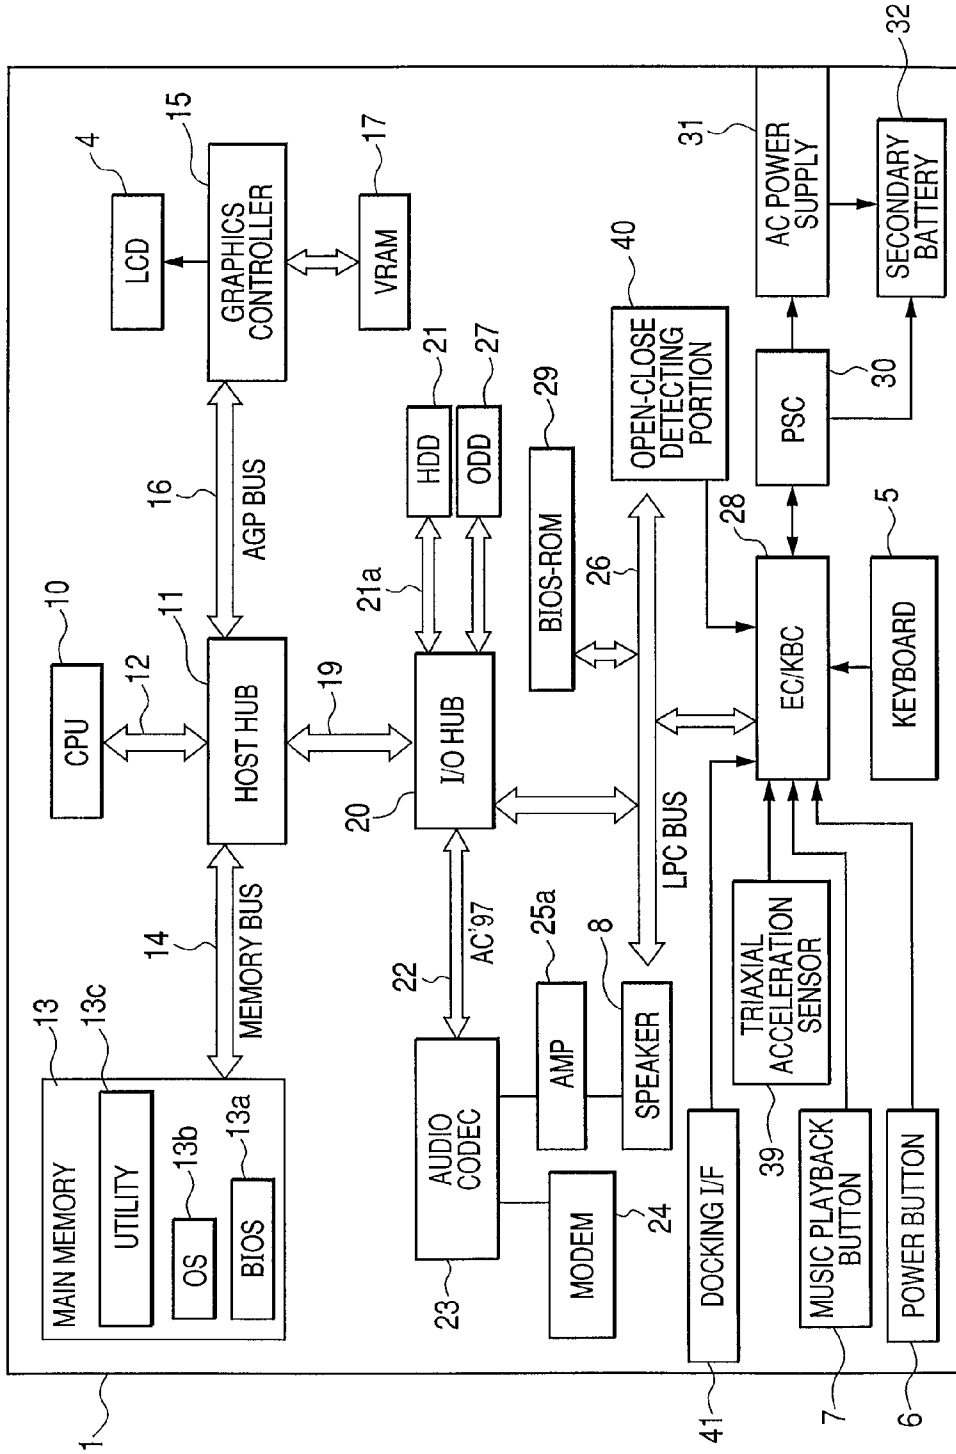 1
MAIN MEMORY
13
UTILITY
13c
OS
13b
BIOS
13a
14
MEMORY BUS
CPU
10
12
HOST HUB
11
16
AGP BUS
LCD
4
GRAPHICS
CONTROLLER
15
VRAM
17
19
I/O HUB
20
21a
HDD
21
ODD
27
22
AC'97
AUDIO
CODEC
23
AMP
25a
SPEAKER
8
MODEM
24
BIOS-ROM
29
26
LPC BUS
OPEN-CLOSE
DETECTING
PORTION
40
DOCKING I/F
41
TRIAXIAL
ACCELERATION
SENSOR
39
MUSIC PLAYBACK
BUTTON
7
POWER BUTTON
6
EC/KBC
28
KEYBOARD
5
PSC
30
AC POWER
SUPPLY
31
SECONDARY
BATTERY
32